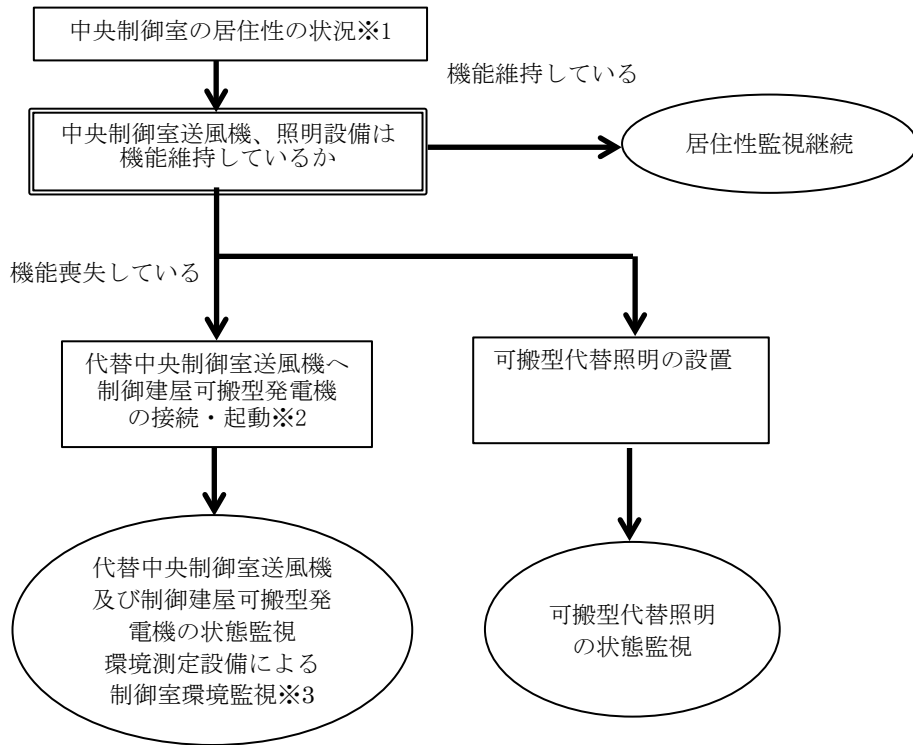 中央制御室の居住性の状況※1
機能維持している
中央制御室送風機、照明設備は
機能維持しているか
居住性監視継続
機能喪失している
代替中央制御室送風機へ
制御建屋可搬型発電機
の接続・起動※2
可搬型代替照明の設置
代替中央制御室送風機
及び制御建屋可搬型発
電機の状態監視
環境測定設備による
制御室環境監視※3
可搬型代替照明
の状態監視